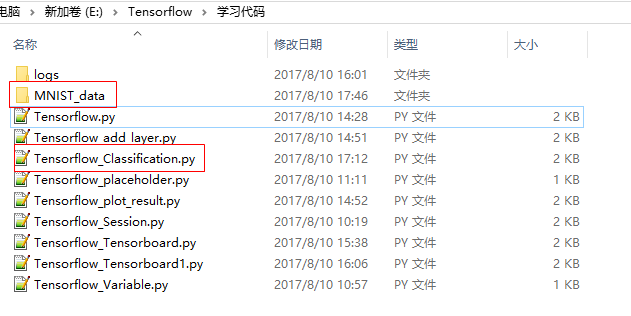 电脑 > 新加卷 (E:) > Tensorflow > 学习代码
名称 修改日期 类型 大小
logs 2017/8/10 16:01 文件夹
MNIST_data 2017/8/10 17:46 文件夹
Tensorflow.py 2017/8/10 14:28 PY 文件 2 KB
Tensorflow_add_layer.py 2017/8/10 14:51 PY 文件 2 KB
Tensorflow_Classification.py 2017/8/10 17:12 PY 文件 2 KB
Tensorflow_placeholder.py 2017/8/10 11:11 PY 文件 1 KB
Tensorflow_plot_result.py 2017/8/10 14:52 PY 文件 2 KB
Tensorflow_Session.py 2017/8/10 10:19 PY 文件 2 KB
Tensorflow_Tensorboard.py 2017/8/10 15:38 PY 文件 2 KB
Tensorflow_Tensorboard1.py 2017/8/10 16:06 PY 文件 2 KB
Tensorflow_Variable.py 2017/8/10 10:57 PY 文件 1 KB